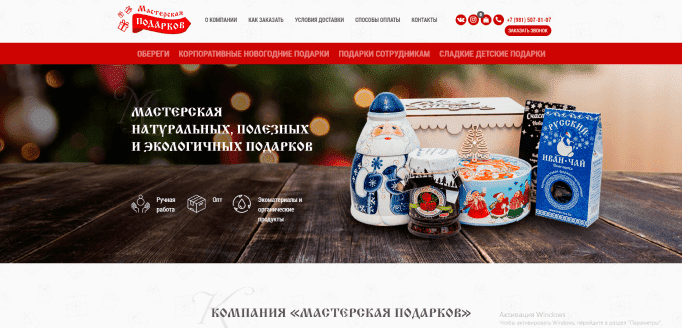 Мастерская
ПОДАРКОВ
О КОМПАНИИ КАК ЗАКАЗАТЬ УСЛОВИЯ ДОСТАВКИ СПОСОБЫ ОПЛАТЫ КОНТАКТЫ
+7 (981) 507-81-87
ЗАКАЗАТЬ ЗВОНОК
ОБЕРЕГИ КОРПОРАТИВНЫЕ НОВОГОДНИЕ ПОДАРКИ ПОДАРКИ СОТРУДНИКАМ СЛАДКИЕ ДЕТСКИЕ ПОДАРКИ
МАСТЕРСКАЯ
НАТУРАЛЬНЫХ, ПОЛЕЗНЫХ
И ЭКОЛОГИЧНЫХ ПОДАРКОВ
Ручная
работа
Опт
Экоматериалы и
органические
продукты
РУССКИЙ
ИВАН-ЧАЙ
КОМПАНИЯ «МАСТЕРСКАЯ ПОДАРКОВ»
Активация Windows
Чтобы активировать Windows, перейдите в раздел "Параметры".